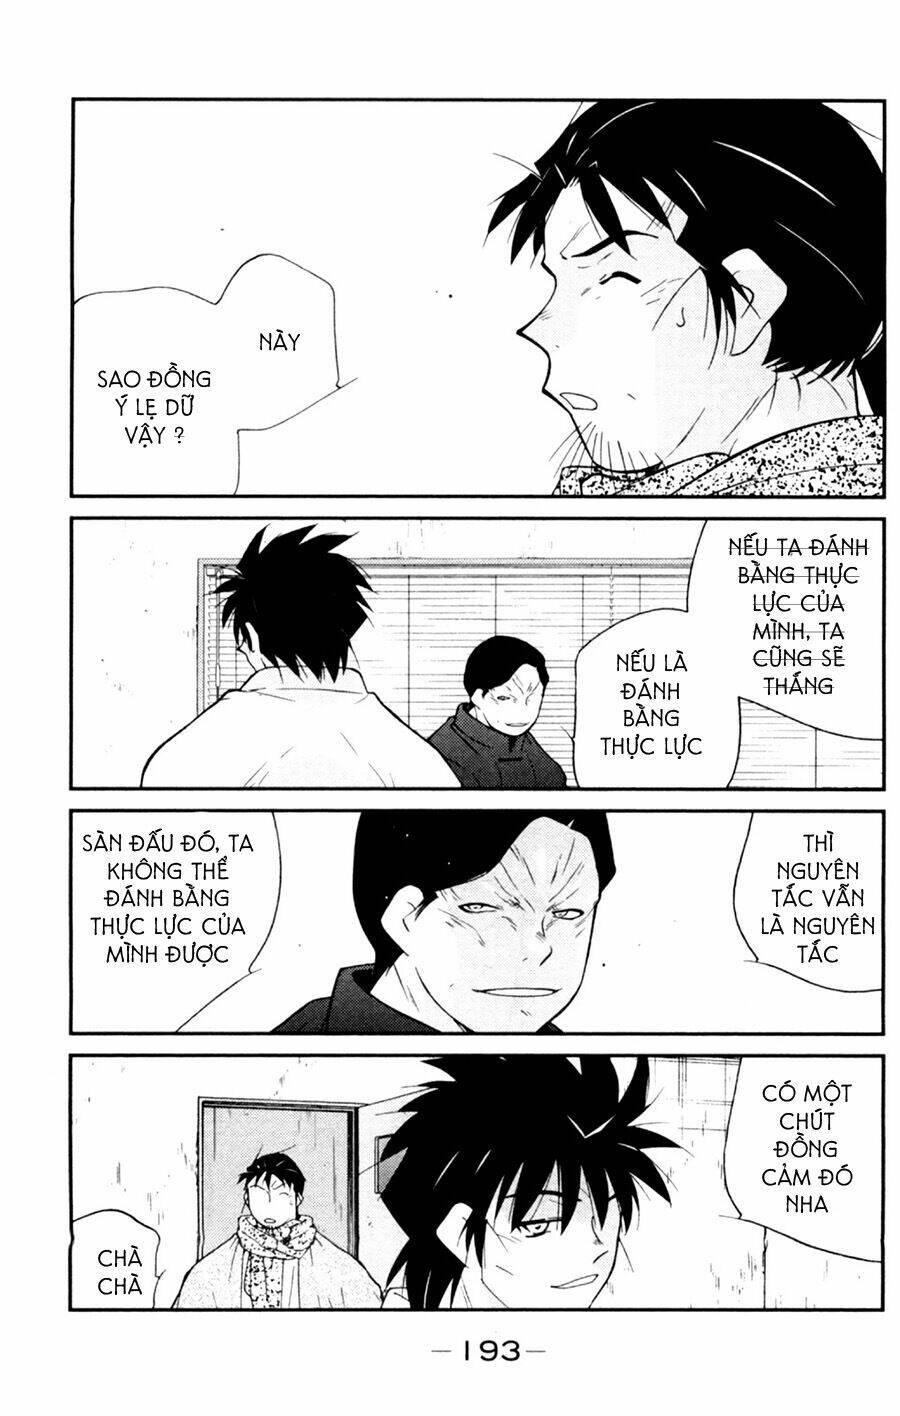 NÀY
SAO ĐỒNG
Ý LẸ DỮ
VẬY ?
NẾU TA ĐÁNH
BẰNG THỰC
LỰC CỦA
MÌNH, TA
CŨNG SẼ
THẮNG
NẾU LÀ
ĐÁNH
BẰNG
THỰC LỰC
THÌ
NGUYÊN
TẮC VẪN
LÀ NGUYÊN
TẮC
SÀN ĐẤU ĐÓ, TA
KHÔNG THỂ
ĐÁNH BẰNG
THỰC LỰC CỦA
MÌNH ĐƯỢC
CÓ MỘT
CHÚT
ĐỒNG
CẢM ĐÓ
NHA
CHÀ
CHÀ
— 193 —